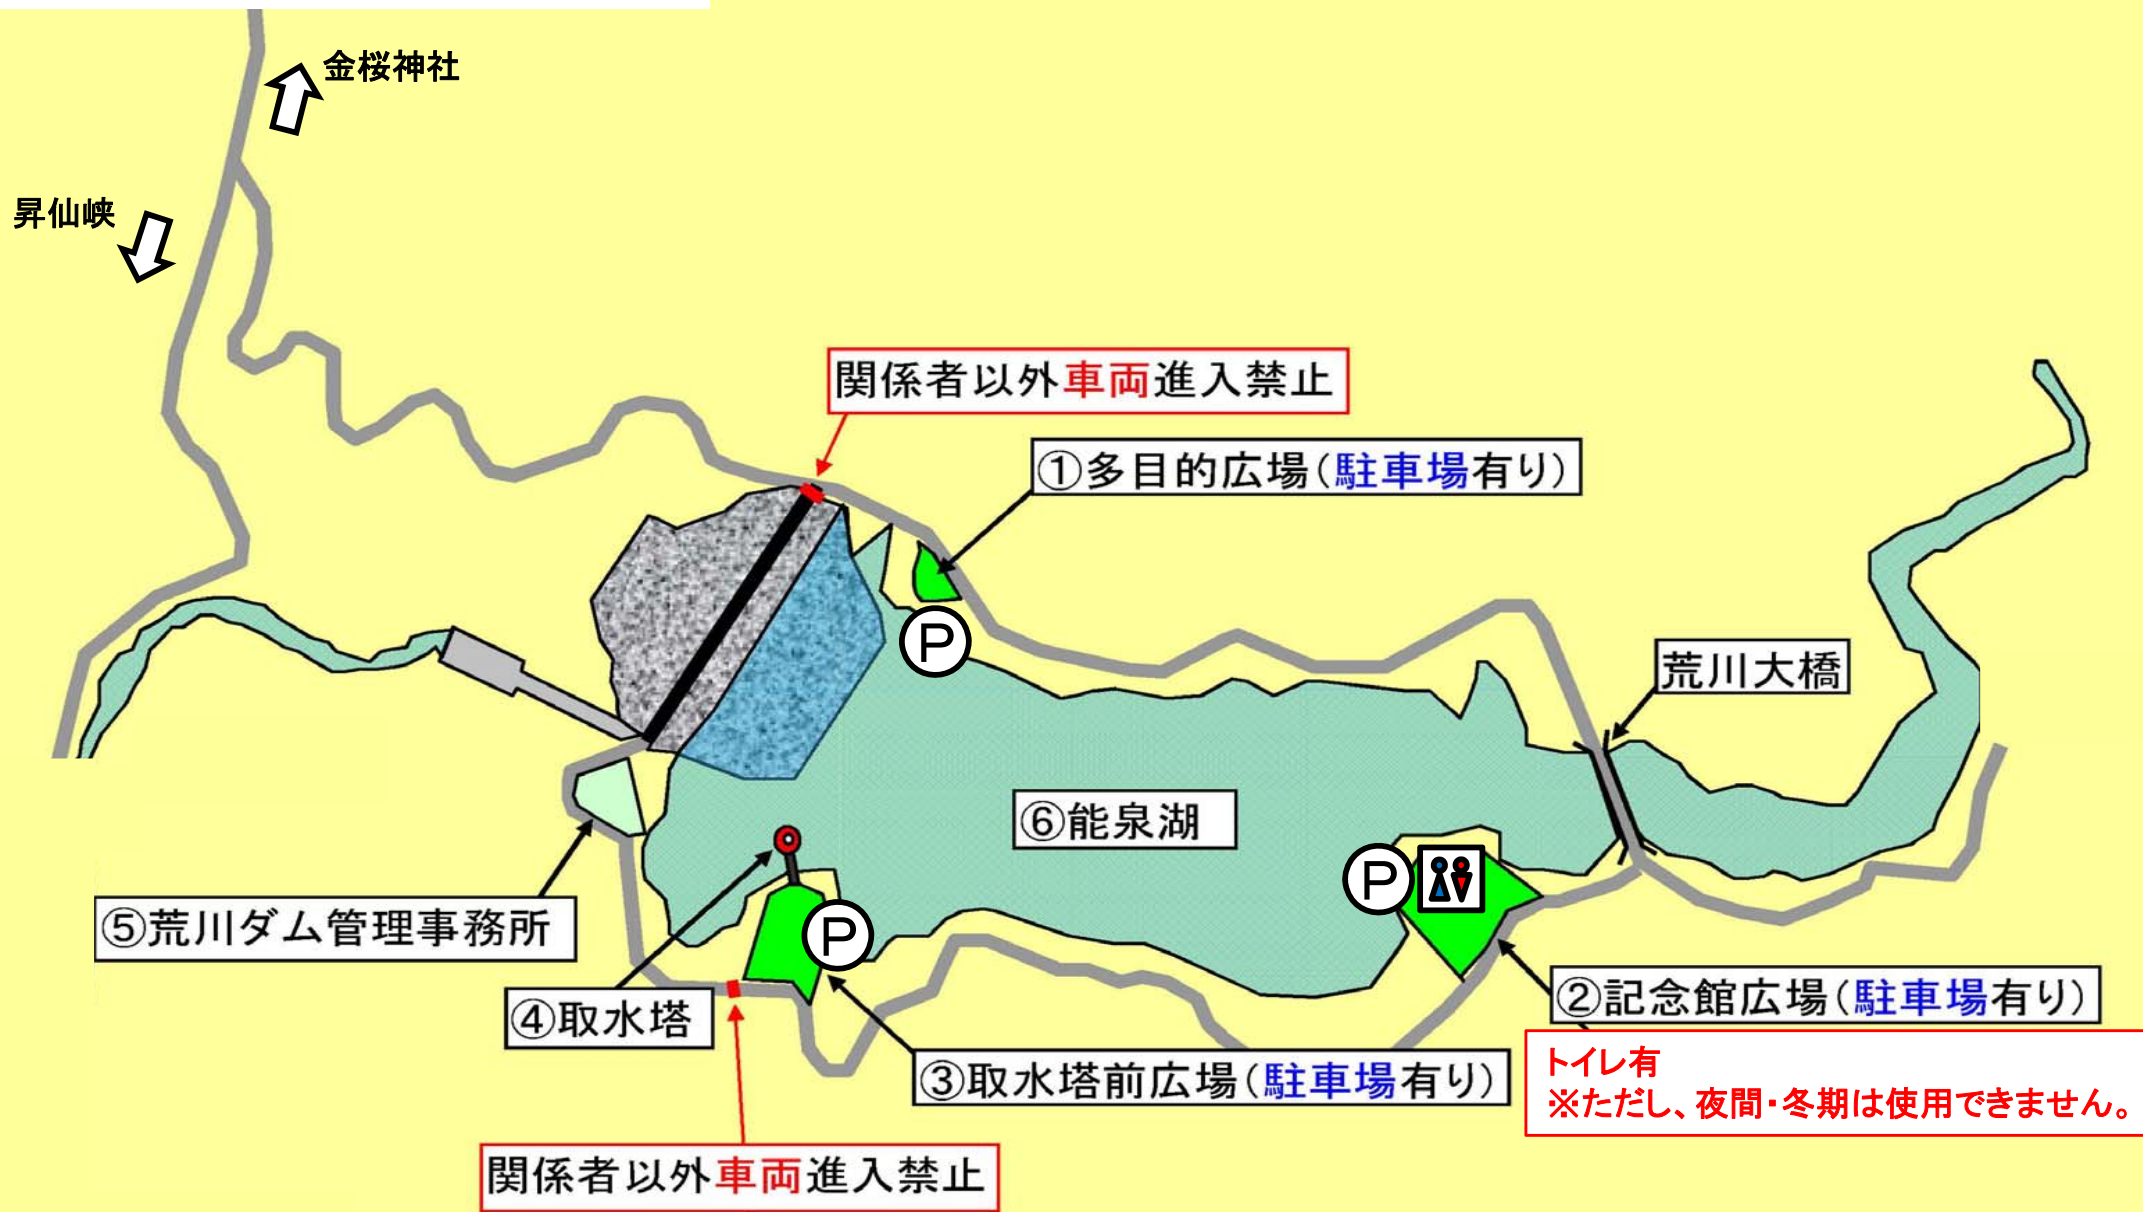 金桜神社
昇仙峡
関係者以外車両進入禁止
①多目的広場(駐車場有り)
P
荒川大橋
⑥能泉湖
P
⑤荒川ダム管理事務所
P
④取水塔
②記念館広場(駐車場有り)
トイレ有
※ただし、夜間・冬期は使用できません。
③取水塔前広場(駐車場有り)
関係者以外車両進入禁止